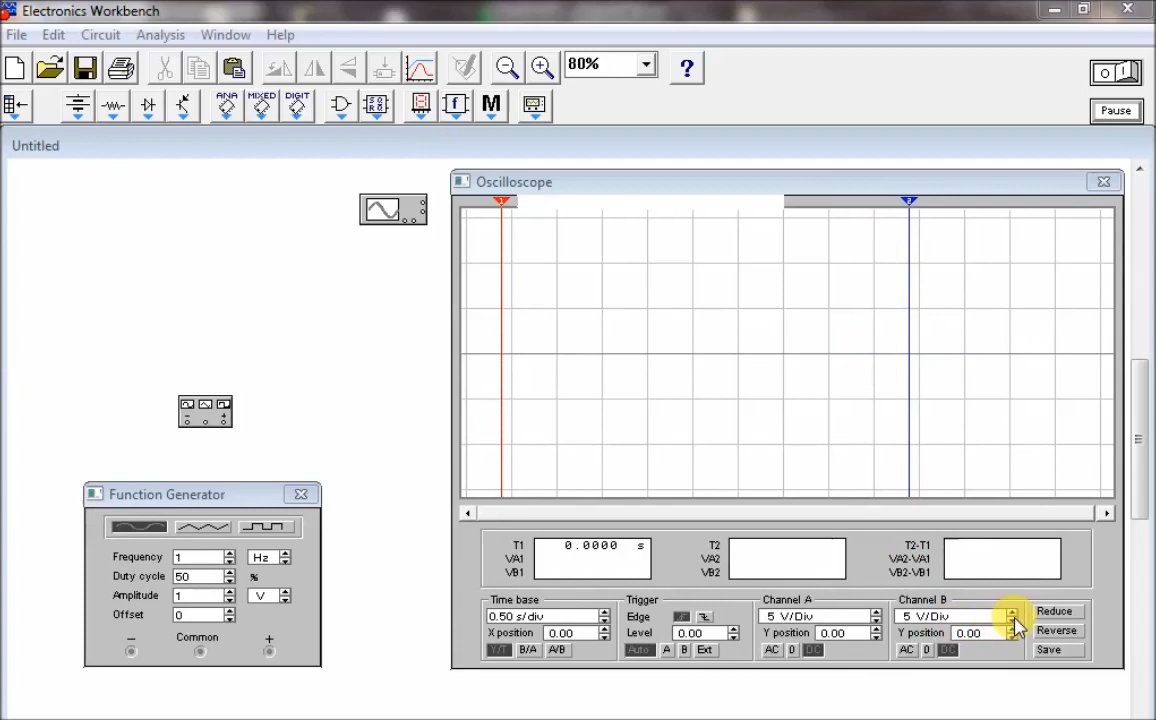 Electronics Workbench
File Edit Circuit Analysis Window Help
80% ?
O I
ANA MIXED DIGIT
f M
Pause
Untitled
Oscilloscope
1 2
T1 0.0000 s T2 T2-T1
VA1 VA2 VA2-VA1
VB1 VB2 VB2-VB1
Time base Trigger Channel A Channel B
0.50 s/div Edge 5 V/Div 5 V/Div Reduce
X position 0.00 Level 0.00 Y position 0.00 Y position 0.00 Reverse
Y/T B/A A/B Auto A B Ext AC 0 DC AC 0 DC Save
Function Generator
Frequency 1 Hz
Duty cycle 50 %
Amplitude 1 V
Offset 0
− Common +